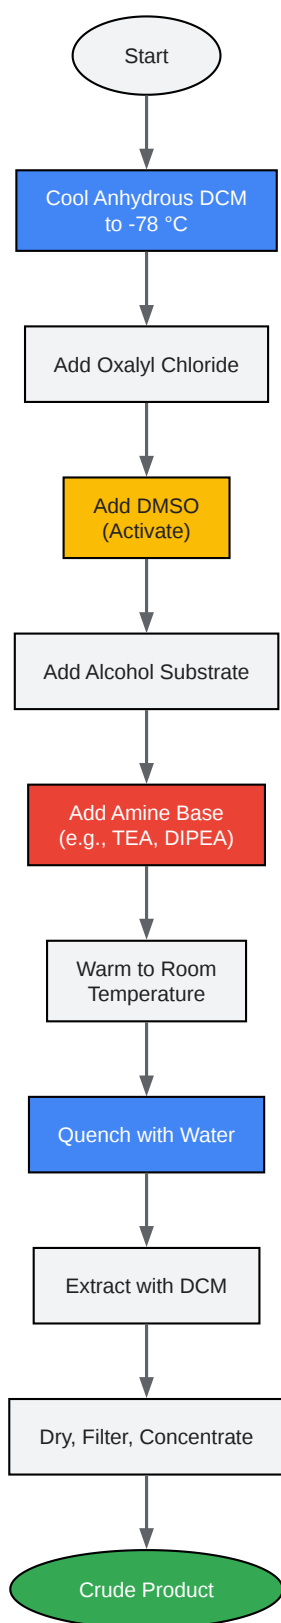 Start
Cool Anhydrous DCM
to -78 °C
Add Oxalyl Chloride
Add DMSO
(Activate)
Add Alcohol Substrate
Add Amine Base
(e.g., TEA, DIPEA)
Warm to Room
Temperature
Quench with Water
Extract with DCM
Dry, Filter, Concentrate
Crude Product